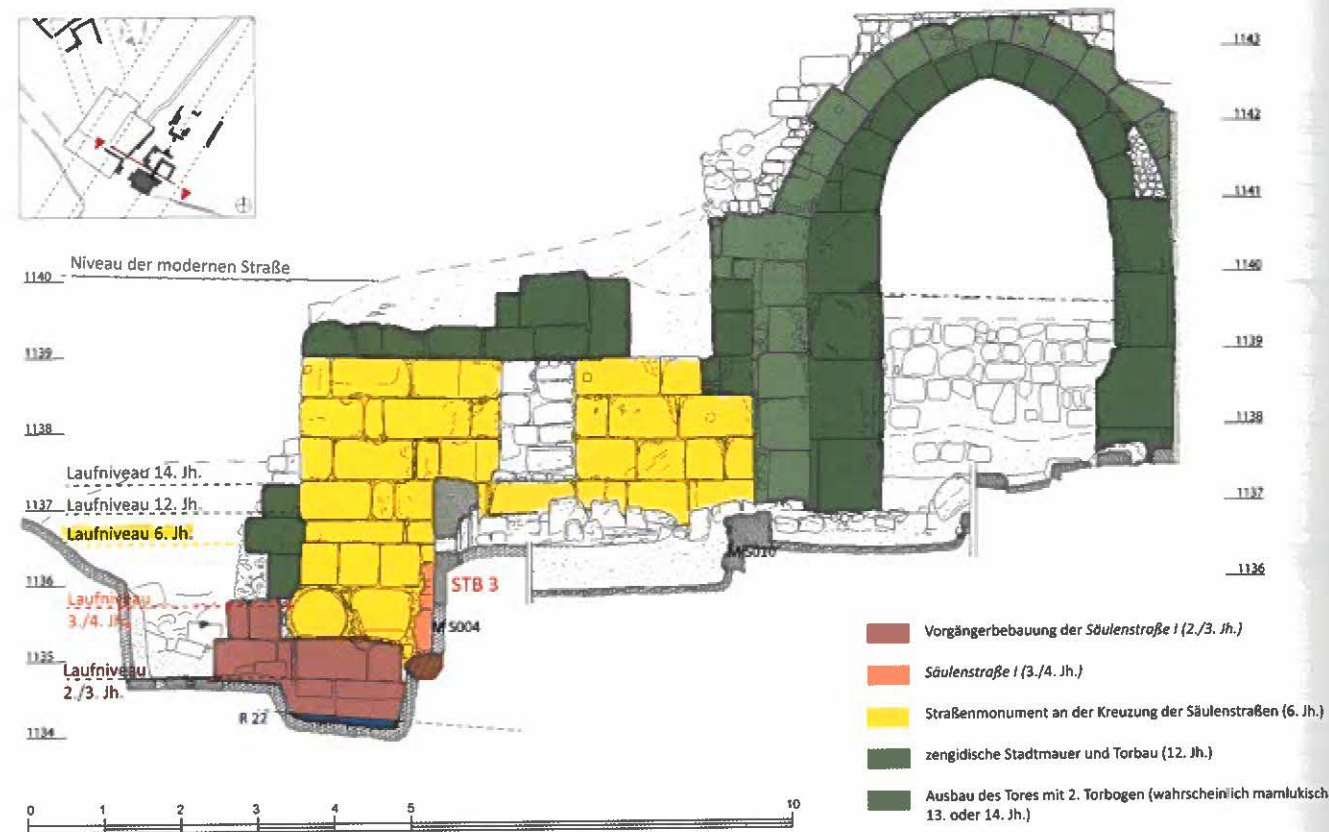 1143
1142
1141
1140
1139
1138
1137
1136
Niveau der modernen Straße
1140
1139
1138
Laufniveau 14. Jh.
Laufniveau 12. Jh.
1137
Laufniveau 6. Jh.
1136
Laufniveau
3./4. Jh.
1135
Laufniveau
2./3. Jh.
1134
STB 3
M S004
M S010
R 22
Vorgängerbebauung der Säulenstraße I (2./3. Jh.)
Säulenstraße I (3./4. Jh.)
Straßenmonument an der Kreuzung der Säulenstraßen (6. Jh.)
zengidische Stadtmauer und Torbau (12. Jh.)
Ausbau des Tores mit 2. Torbogen (wahrscheinlich mamlukisch
13. oder 14. Jh.)
0 1 2 3 4 5 10